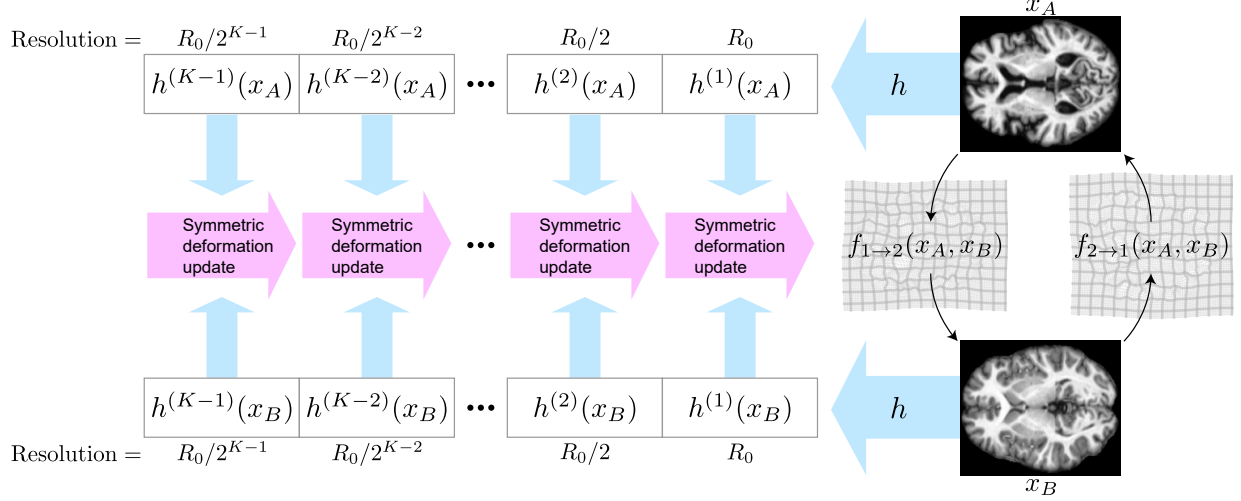 x_A
Resolution = R_0/2^{K-1} R_0/2^{K-2} R_0/2 R_0
h^{(K-1)}(x_A) h^{(K-2)}(x_A) ••• h^{(2)}(x_A) h^{(1)}(x_A) h
Symmetric deformation update
Symmetric deformation update
•••
Symmetric deformation update
Symmetric deformation update
f_{1→2}(x_A, x_B) f_{2→1}(x_A, x_B)
h^{(K-1)}(x_B) h^{(K-2)}(x_B) ••• h^{(2)}(x_B) h^{(1)}(x_B) h
Resolution = R_0/2^{K-1} R_0/2^{K-2} R_0/2 R_0
x_B